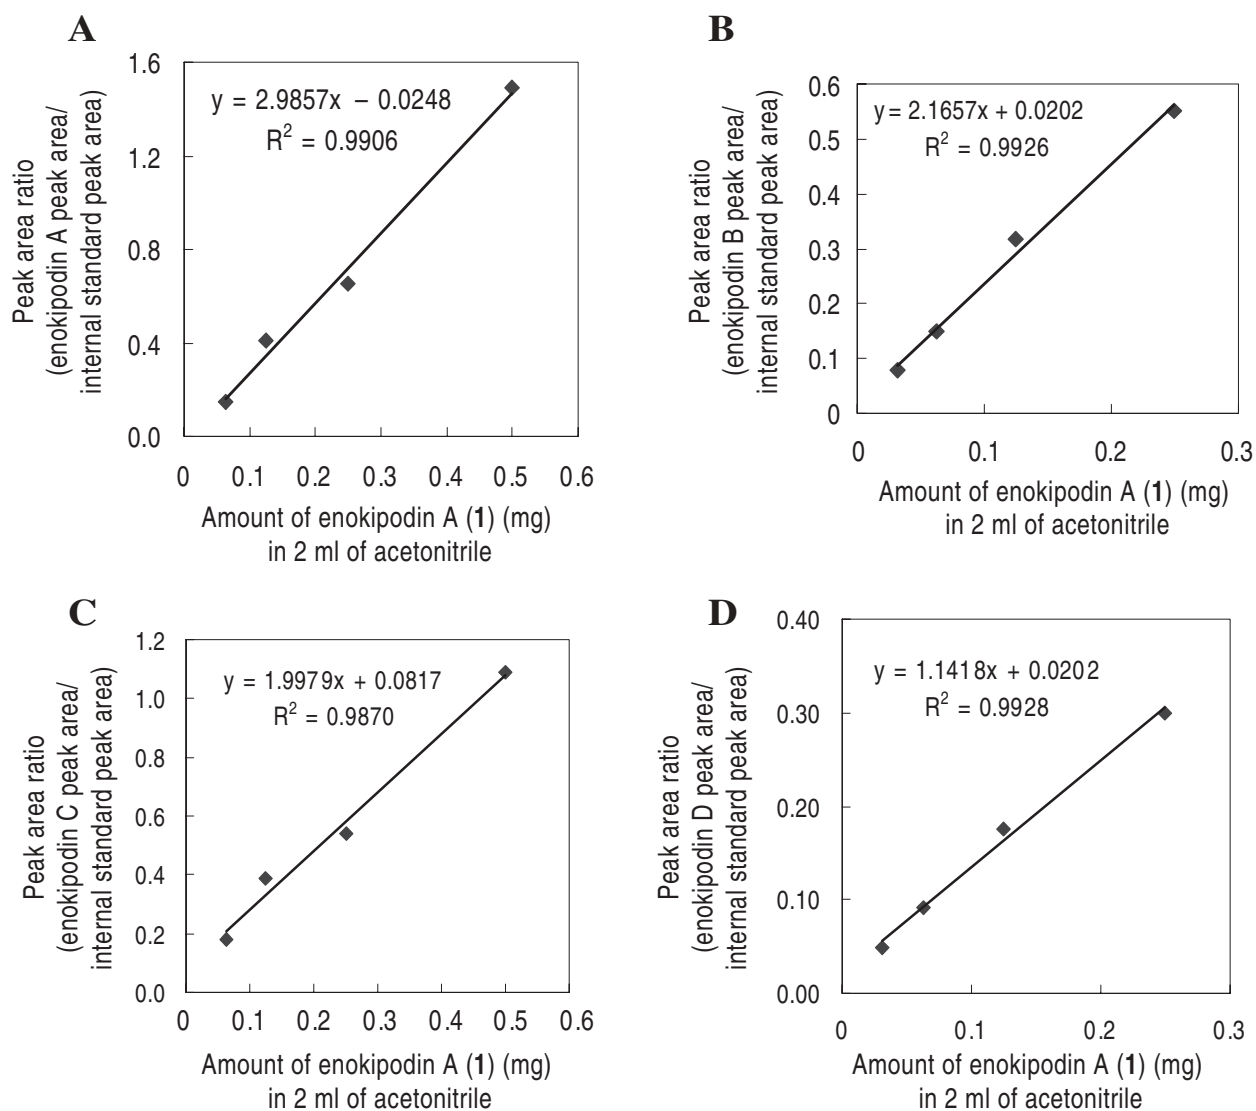 A
Peak area ratio
(enokipodin A peak area/
internal standard peak area)
1.6
1.2
0.8
0.4
0.0
y = 2.9857x − 0.0248
R² = 0.9906
0 0.1 0.2 0.3 0.4 0.5 0.6
Amount of enokipodin A (1) (mg)
in 2 ml of acetonitrile
B
Peak area ratio
(enokipodin B peak area/
internal standard peak area)
0.6
0.5
0.4
0.3
0.2
0.1
0
y = 2.1657x + 0.0202
R² = 0.9926
0 0.1 0.2 0.3
Amount of enokipodin A (1) (mg)
in 2 ml of acetonitrile
C
Peak area ratio
(enokipodin C peak area/
internal standard peak area)
1.2
1.0
0.8
0.6
0.4
0.2
0.0
y = 1.9979x + 0.0817
R² = 0.9870
0 0.1 0.2 0.3 0.4 0.5 0.6
Amount of enokipodin A (1) (mg)
in 2 ml of acetonitrile
D
Peak area ratio
(enokipodin D peak area/
internal standard peak area)
0.40
0.30
0.20
0.10
0.00
y = 1.1418x + 0.0202
R² = 0.9928
0 0.1 0.2 0.3
Amount of enokipodin A (1) (mg)
in 2 ml of acetonitrile